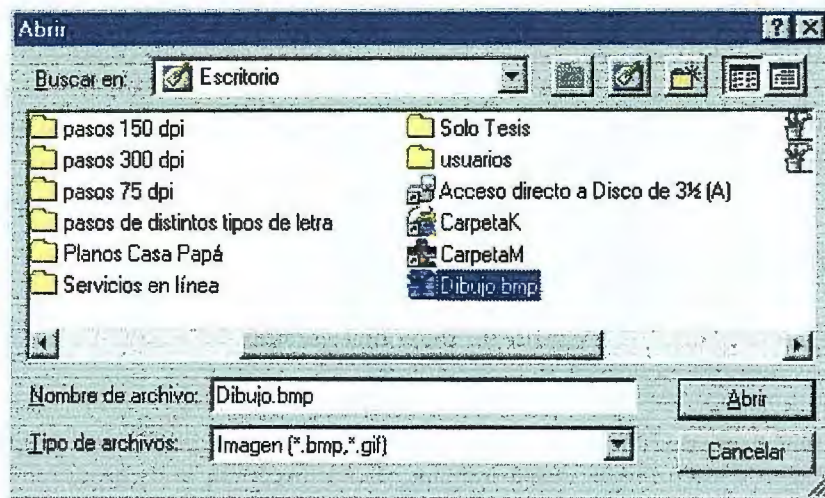 Abrir
Buscar en: Escritorio
pasos 150 dpi
pasos 300 dpi
pasos 75 dpi
pasos de distintos tipos de letra
Planos Casa Papá
Servicios en línea
Solo Tesis
usuarios
Acceso directo a Disco de 3½ (A)
CarpetaK
CarpetaM
Dibujo.bmp
Nombre de archivo: Dibujo.bmp
Abrir
Tipo de archivos: Imagen (*.bmp,*.gif)
Cancelar